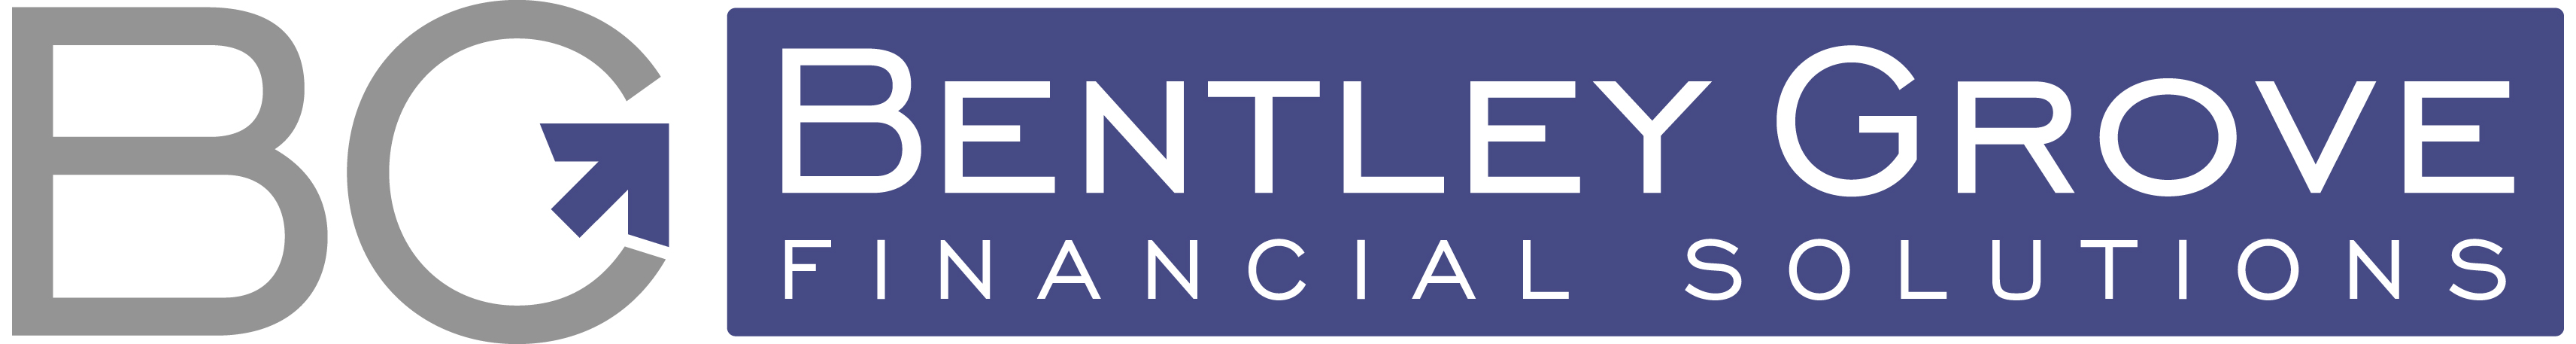 BG
BENTLEY GROVE
FINANCIAL SOLUTIONS